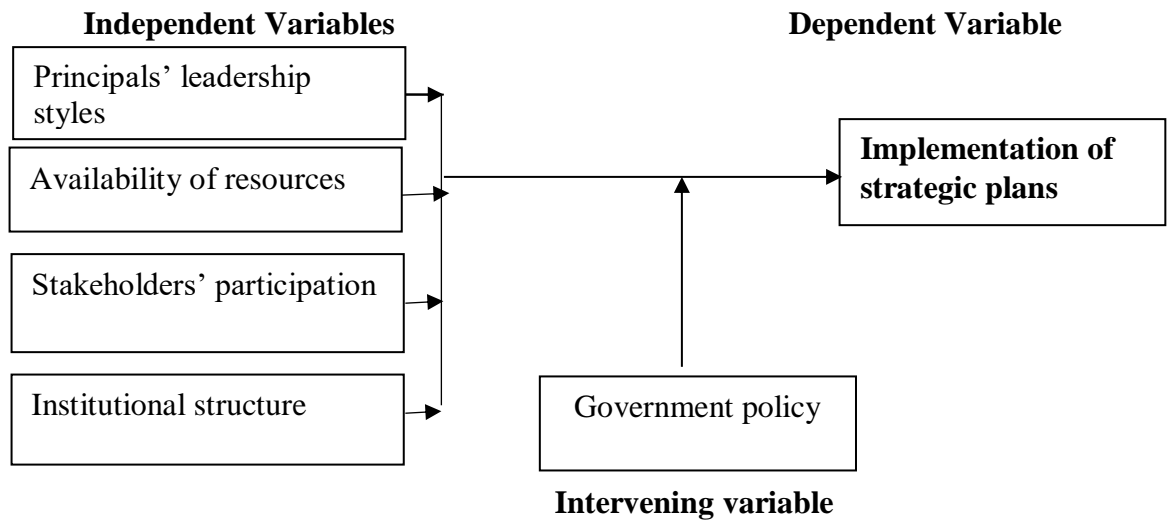 Independent Variables
Dependent Variable
Principals’ leadership
styles
Availability of resources
Stakeholders’ participation
Institutional structure
Implementation of
strategic plans
Government policy
Intervening variable